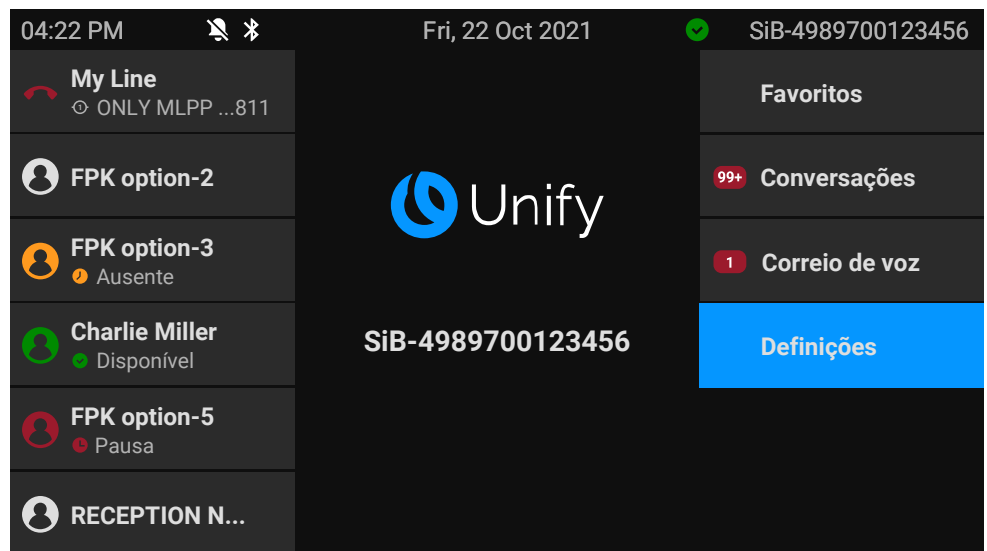 04:22 PM
Fri, 22 Oct 2021
SiB-4989700123456
My Line
ONLY MLPP ...811
FPK option-2
FPK option-3
Ausente
Charlie Miller
Disponível
FPK option-5
Pausa
RECEPTION N...
Unify
SiB-4989700123456
Favoritos
99+ Conversações
1 Correio de voz
Definições